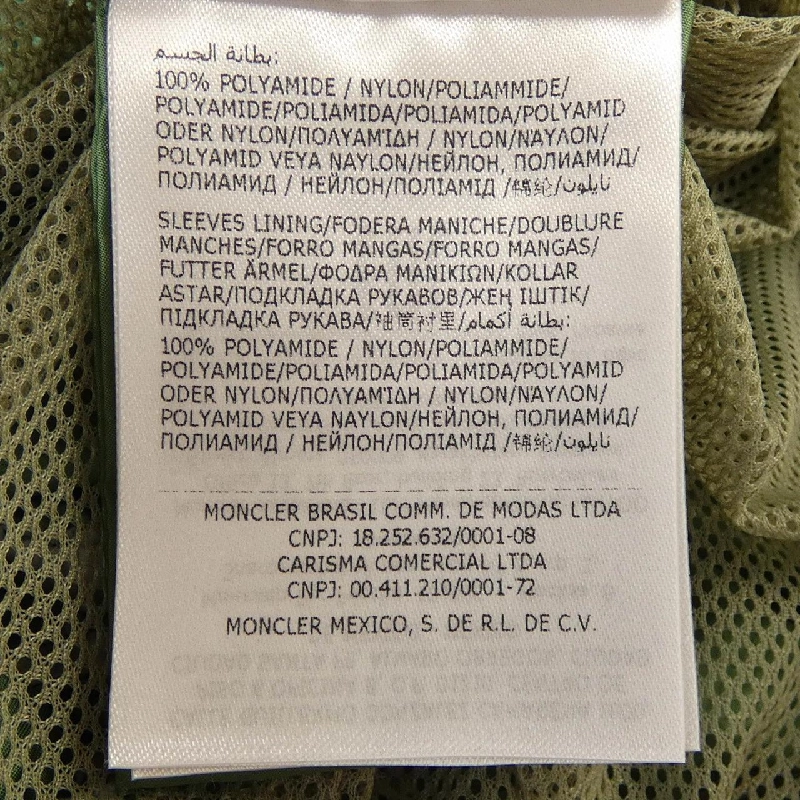 بطانة الجسم:
100% POLYAMIDE / NYLON/POLIAMMIDE/
POLYAMIDE/POLIAMIDA/POLIAMIDA/POLYAMID
ODER NYLON/ΠΟΛΥΑΜΊΔΗ / NYLON/ΝΑΥΛΟΝ/
POLYAMID VEYA NAYLON/НЕЙЛОН, ПОЛИАМИД/
ПОЛИАМИД / НЕЙЛОН/ПОЛІАМІД /锦纶/نايلون
SLEEVES LINING/FODERA MANICHE/DOUBLURE
MANCHES/FORRO MANGAS/FORRO MANGAS/
FUTTER ÄRMEL/ΦΟΔΡΑ ΜΑΝΙΚΙΩΝ/KOLLAR
ASTAR/ПОДКЛАДКА РУКАВОВ/ЖЕҢ ІШТІК/
ПІДКЛАДКА РУКАВА/袖筒衬里/بطانة أكمام:
100% POLYAMIDE / NYLON/POLIAMMIDE/
POLYAMIDE/POLIAMIDA/POLIAMIDA/POLYAMID
ODER NYLON/ΠΟΛΥΑΜΊΔΗ / NYLON/ΝΑΥΛΟΝ/
POLYAMID VEYA NAYLON/НЕЙЛОН, ПОЛИАМИД/
ПОЛИАМИД / НЕЙЛОН/ПОЛІАМІД /锦纶/نايلون
MONCLER BRASIL COMM. DE MODAS LTDA
CNPJ: 18.252.632/0001-08
CARISMA COMERCIAL LTDA
CNPJ: 00.411.210/0001-72
MONCLER MEXICO, S. DE R.L. DE C.V.